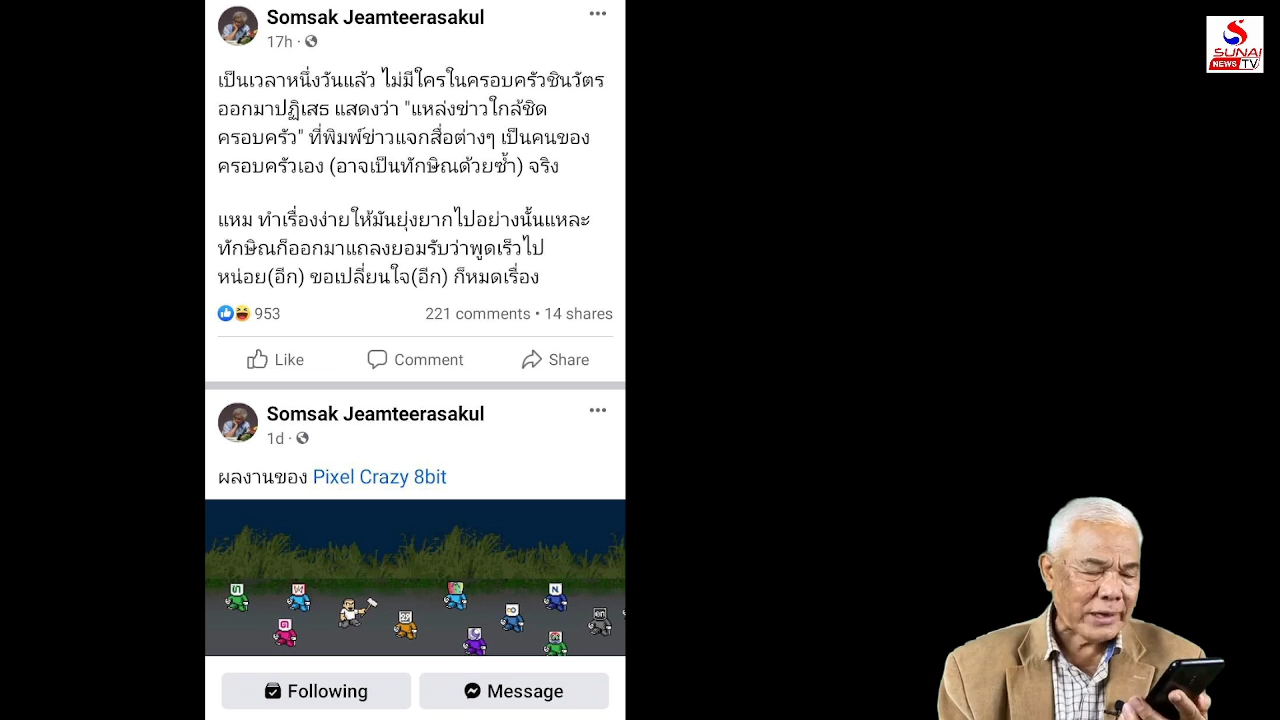 Somsak Jeamteerasakul
17h
เป็นเวลาหนึ่งวันแล้ว ไม่มีใครในครอบครัวชินวัตร
ออกมาปฏิเสธ แสดงว่า "แหล่งข่าวใกล้ชิด
ครอบครัว" ที่พิมพ์ข่าวแจกสื่อต่างๆ เป็นคนของ
ครอบครัวเอง (อาจเป็นทักษิณด้วยซ้ำ) จริง
แหม ทำเรื่องง่ายให้มันยุ่งยากไปอย่างนั้นแหละ
ทักษิณก็ออกมาแถลงยอมรับว่าพูดเร็วไป
หน่อย(อีก) ขอเปลี่ยนใจ(อีก) ก็หมดเรื่อง
953
221 comments • 14 shares
Like
Comment
Share
Somsak Jeamteerasakul
1d
ผลงานของ Pixel Crazy 8bit
Following
Message
SUNAI
NEWS TV